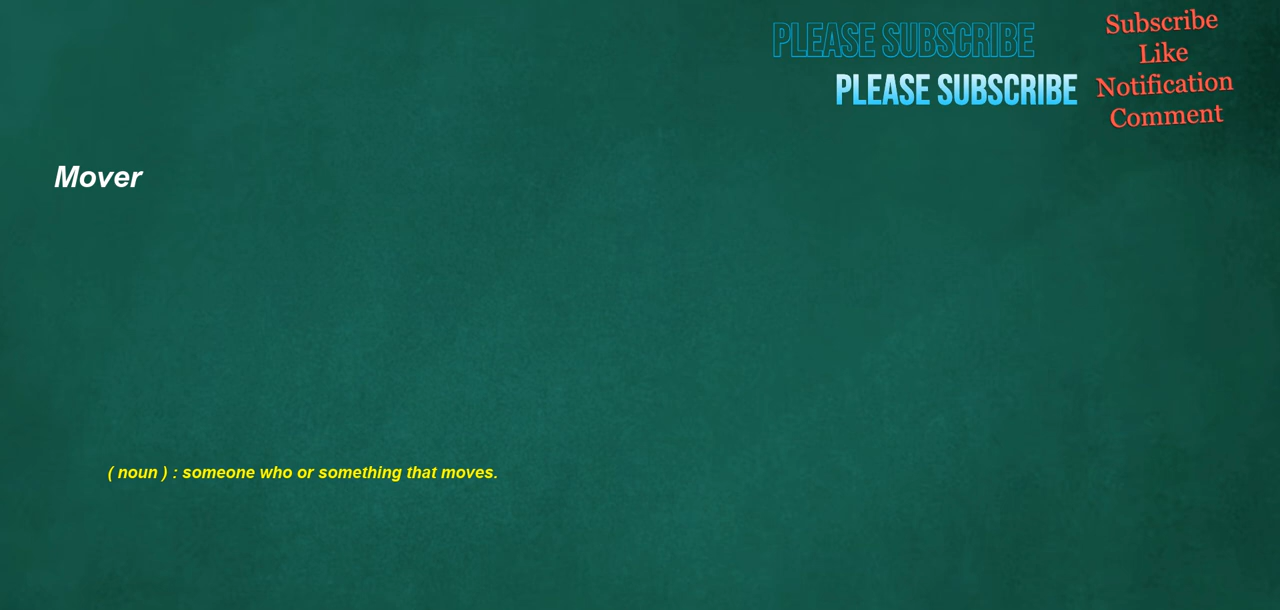 PLEASE SUBSCRIBE
PLEASE SUBSCRIBE
Subscribe
Like
Notification
Comment
Mover
( noun ) : someone who or something that moves.